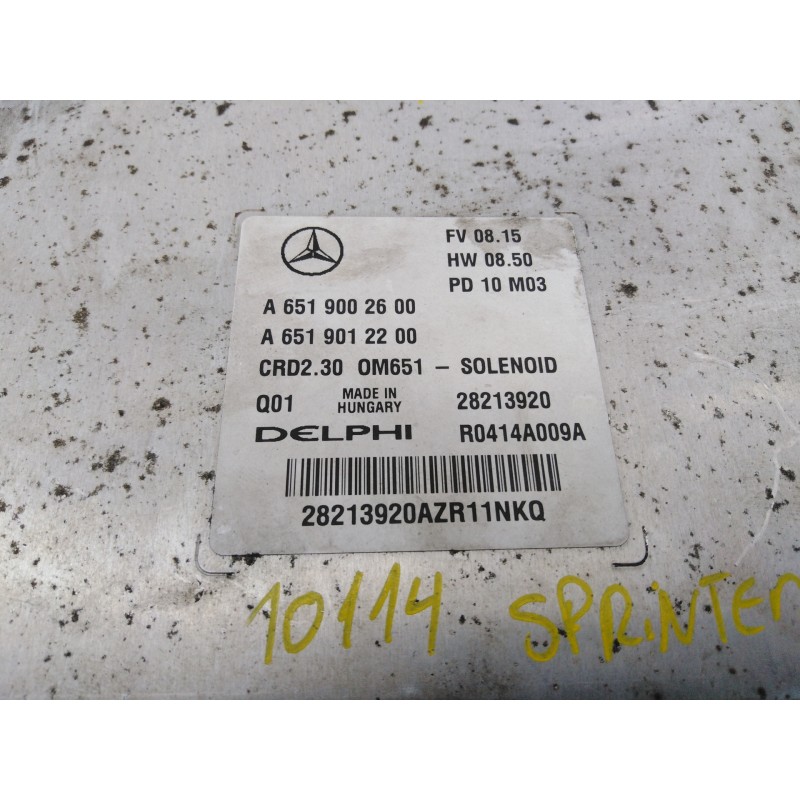 FV 08.15
HW 08.50
PD 10 M03
A 651 900 26 00
A 651 901 22 00
CRD2.30 OM651 – SOLENOID
Q01 MADE IN HUNGARY 28213920
DELPHI R0414A009A
28213920AZR11NKQ
10114 SPRINTER